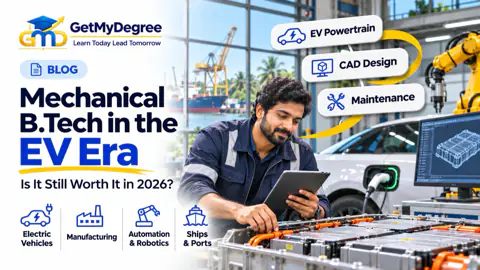 GMD
GetMyDegree
Learn Today Lead Tomorrow
BLOG
Mechanical
B.Tech in the
EV Era
Is It Still Worth It in 2026?
Electric
Vehicles
Manufacturing
Automation
& Robotics
Ships
& Ports
EV Powertrain
CAD Design
Maintenance